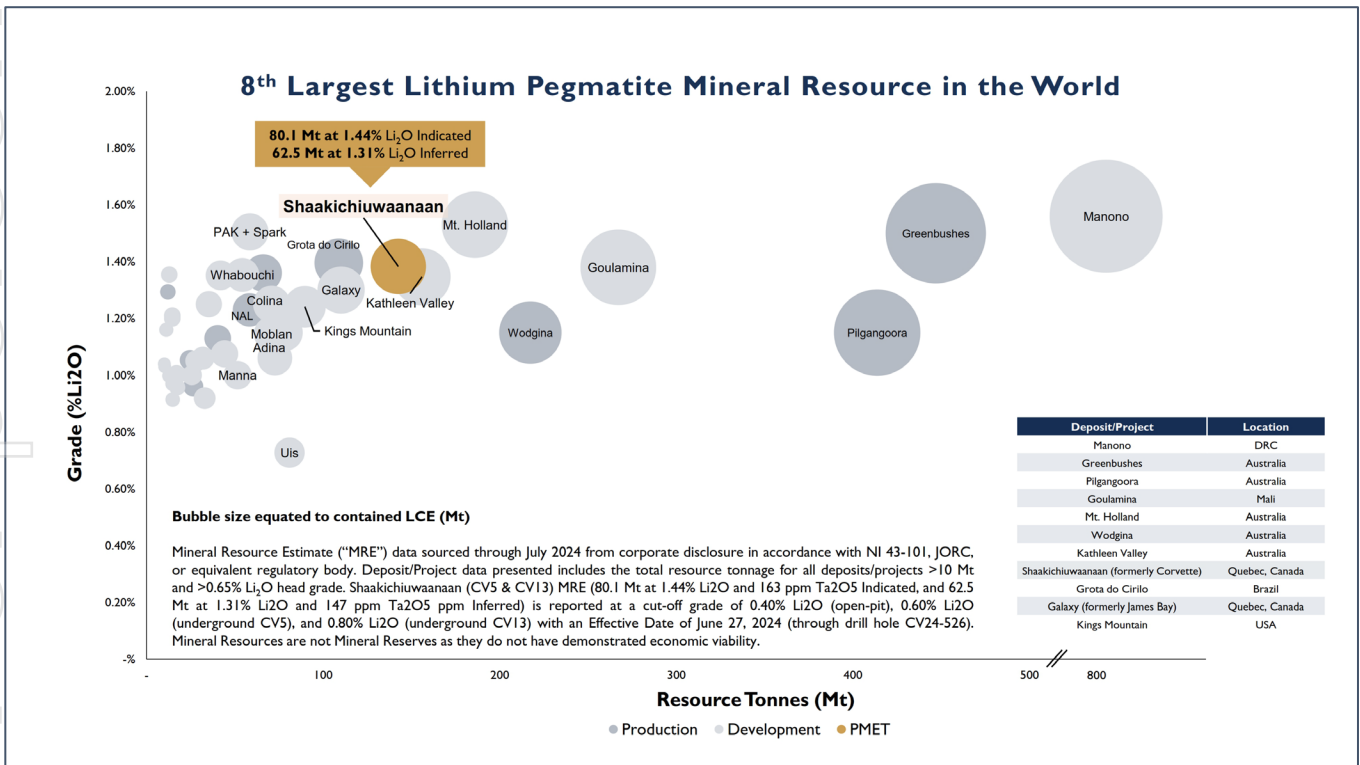 8th Largest Lithium Pegmatite Mineral Resource in the World
2.00%
1.80%
1.60%
1.40%
1.20%
1.00%
0.80%
0.60%
0.40%
0.20%
-%
Grade (%Li2O)
80.1 Mt at 1.44% Li₂O Indicated
62.5 Mt at 1.31% Li₂O Inferred
Shaakichiuwaanaan
PAK + Spark
Grota do Cirilo
Mt. Holland
Greenbushes
Manono
Whabouchi
Goulamina
Galaxy
Kathleen Valley
Colina
NAL
Kings Mountain
Wodgina
Pilgangoora
Moblan
Adina
Manna
Uis
Deposit/Project Location
Manono DRC
Greenbushes Australia
Pilgangoora Australia
Goulamina Mali
Mt. Holland Australia
Wodgina Australia
Kathleen Valley Australia
Shaakichiuwaanaan (formerly Corvette) Quebec, Canada
Grota do Cirilo Brazil
Galaxy (formerly James Bay) Quebec, Canada
Kings Mountain USA
Bubble size equated to contained LCE (Mt)
Mineral Resource Estimate (“MRE”) data sourced through July 2024 from corporate disclosure in accordance with NI 43-101, JORC,
or equivalent regulatory body. Deposit/Project data presented includes the total resource tonnage for all deposits/projects >10 Mt
and >0.65% Li₂O head grade. Shaakichiuwaanaan (CV5 & CV13) MRE (80.1 Mt at 1.44% Li2O and 163 ppm Ta2O5 Indicated, and 62.5
Mt at 1.31% Li2O and 147 ppm Ta2O5 ppm Inferred) is reported at a cut-off grade of 0.40% Li2O (open-pit), 0.60% Li2O
(underground CV5), and 0.80% Li2O (underground CV13) with an Effective Date of June 27, 2024 (through drill hole CV24-526).
Mineral Resources are not Mineral Reserves as they do not have demonstrated economic viability.
- 100 200 300 400 500 800
Resource Tonnes (Mt)
Production Development PMET